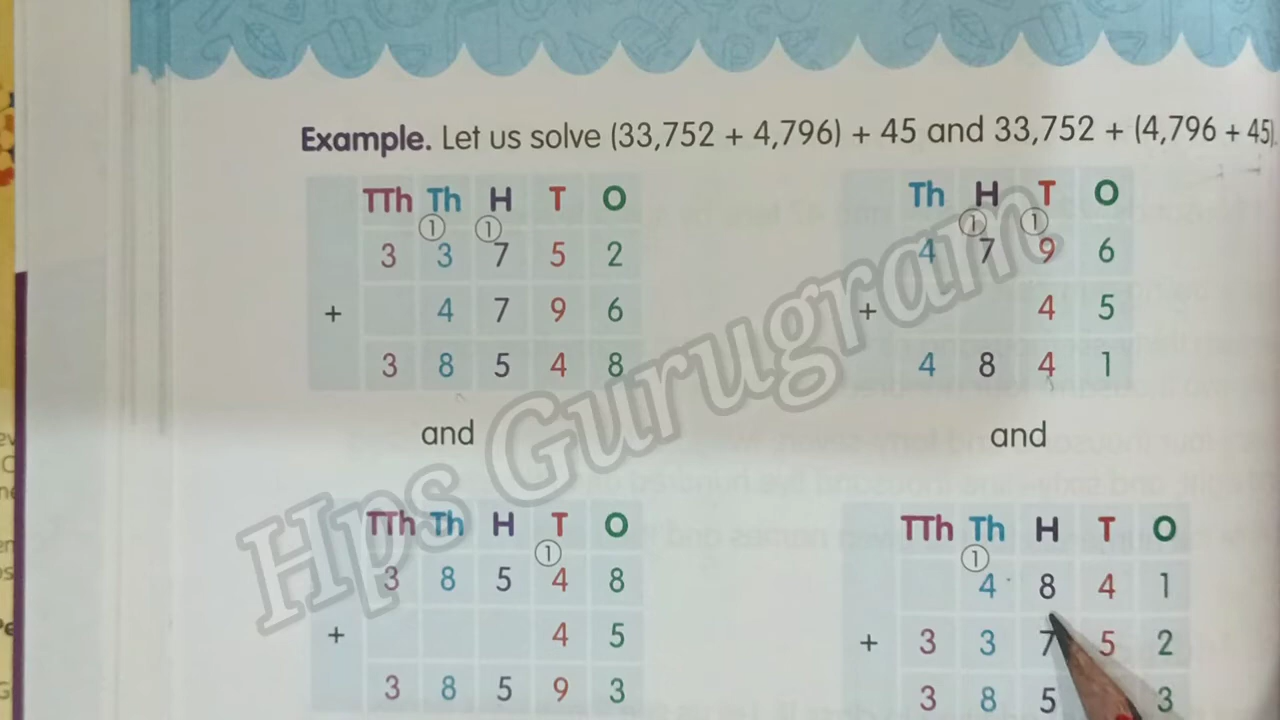 Example. Let us solve (33,752 + 4,796) + 45 and 33,752 + (4,796 + 45).
TTh Th H T O
① ①
3 3 7 5 2
+ 4 7 9 6
3 8 5 4 8
and
TTh Th H T O
①
3 8 5 4 8
+ 4 5
3 8 5 9 3
Th H T O
① ①
4 7 9 6
+ 4 5
4 8 4 1
and
TTh Th H T O
①
4 8 4 1
+ 3 3 7 5 2
3 8 5 3
Hps Gurugram